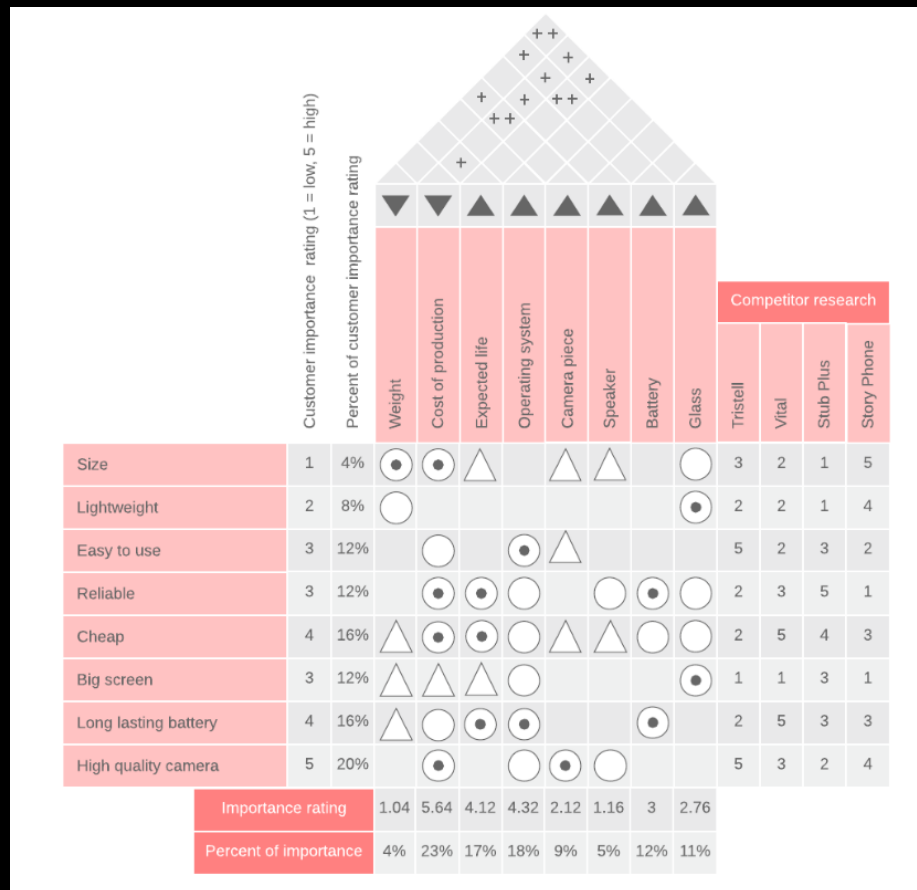 ++
+ +
+ +
+ + ++
++
+
Customer importance rating (1 = low, 5 = high)
Percent of customer importance rating
Weight
Cost of production
Expected life
Operating system
Camera piece
Speaker
Battery
Glass
Competitor research
Tristell
Vital
Stub Plus
Story Phone
Size 1 4% 3 2 1 5
Lightweight 2 8% 2 2 1 4
Easy to use 3 12% 5 2 3 2
Reliable 3 12% 2 3 5 1
Cheap 4 16% 2 5 4 3
Big screen 3 12% 1 1 3 1
Long lasting battery 4 16% 2 5 3 3
High quality camera 5 20% 5 3 2 4
Importance rating 1.04 5.64 4.12 4.32 2.12 1.16 3 2.76
Percent of importance 4% 23% 17% 18% 9% 5% 12% 11%